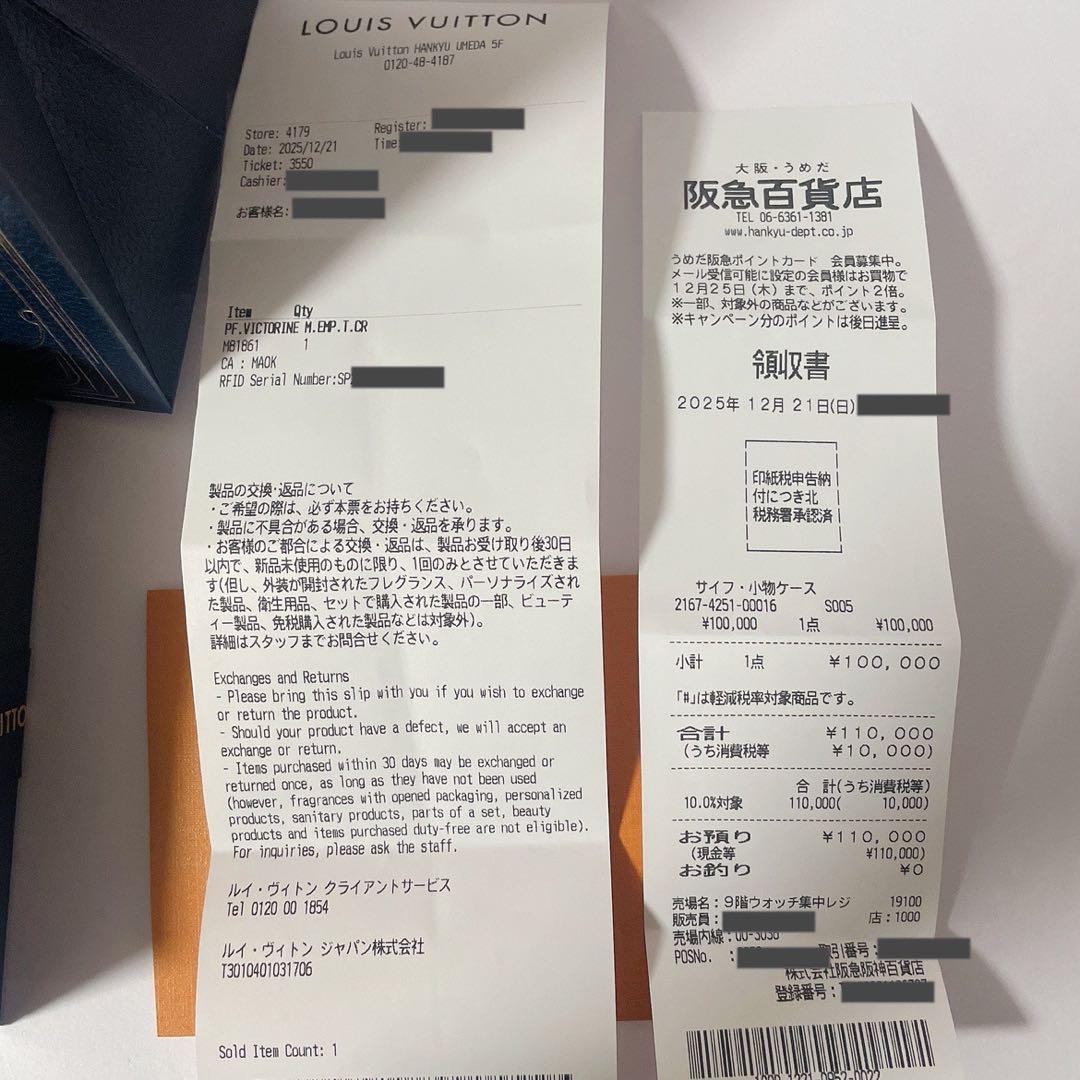 LOUIS VUITTON
Louis Vuitton HANKYU UMEDA 5F
0120-48-4187
Store: 4179
Register:
Date: 2025/12/21
Time
Ticket: 3550
Cashier:
お客様名:
Item Qty
PF.VICTORINE M.EMP.T.CR
M81861 1
CA : MAOK
RFID Serial Number:SP
製品の交換・返品について
・ご希望の際は、必ず本票をお持ちください。
・製品に不具合がある場合、交換・返品を承ります。
・お客様のご都合による交換・返品は、製品お受け取り後30日
以内で、新品未使用のものに限り、1回のみとさせていただきま
す(但し、外装が開封されたフレグランス、パーソナライズされ
た製品、衛生用品、セットで購入された製品の一部、ビューテ
ィー製品、免税購入された製品などは対象外)。
詳細はスタッフまでお問合せください。
Exchanges and Returns
- Please bring this slip with you if you wish to exchange
or return the product.
- Should your product have a defect, we will accept an
exchange or return.
- Items purchased within 30 days may be exchanged or
returned once, as long as they have not been used
(however, fragrances with opened packaging, personalized
products, sanitary products, parts of a set, beauty
products and items purchased duty-free are not eligible).
For inquiries, please ask the staff.
ルイ・ヴィトン クライアントサービス
Tel 0120 00 1854
ルイ・ヴィトン ジャパン株式会社
T3010401031706
Sold Item Count: 1
大阪・うめだ
阪急百貨店
TEL 06-6361-1381
www.hankyu-dept.co.jp
うめだ阪急ポイントカード 会員募集中。
メール受信可能に設定の会員様はお買物で
12月25日(木)まで、ポイント2倍。
※一部、対象外の商品などがございます。
※キャンペーン分のポイントは後日進呈。
領収書
2025年12月21日(日)
印紙税申告納
付につき北
税務署承認済
サイフ・小物ケース
2167-4251-00016 S005
¥100,000 1点 ¥100,000
小計 1点 ¥100,000
「#」は軽減税率対象商品です。
合計 ¥110,000
(うち消費税等 ¥10,000)
合 計(うち消費税等)
10.0%対象 110,000( 10,000)
お預り ¥110,000
(現金等 ¥110,000)
お釣り ¥0
売場名:9階ウォッチ集中レジ 19100
販売員: 店:1000
売場内線:
POSNo. : 取引番号:
株式会社阪急阪神百貨店
登録番号: